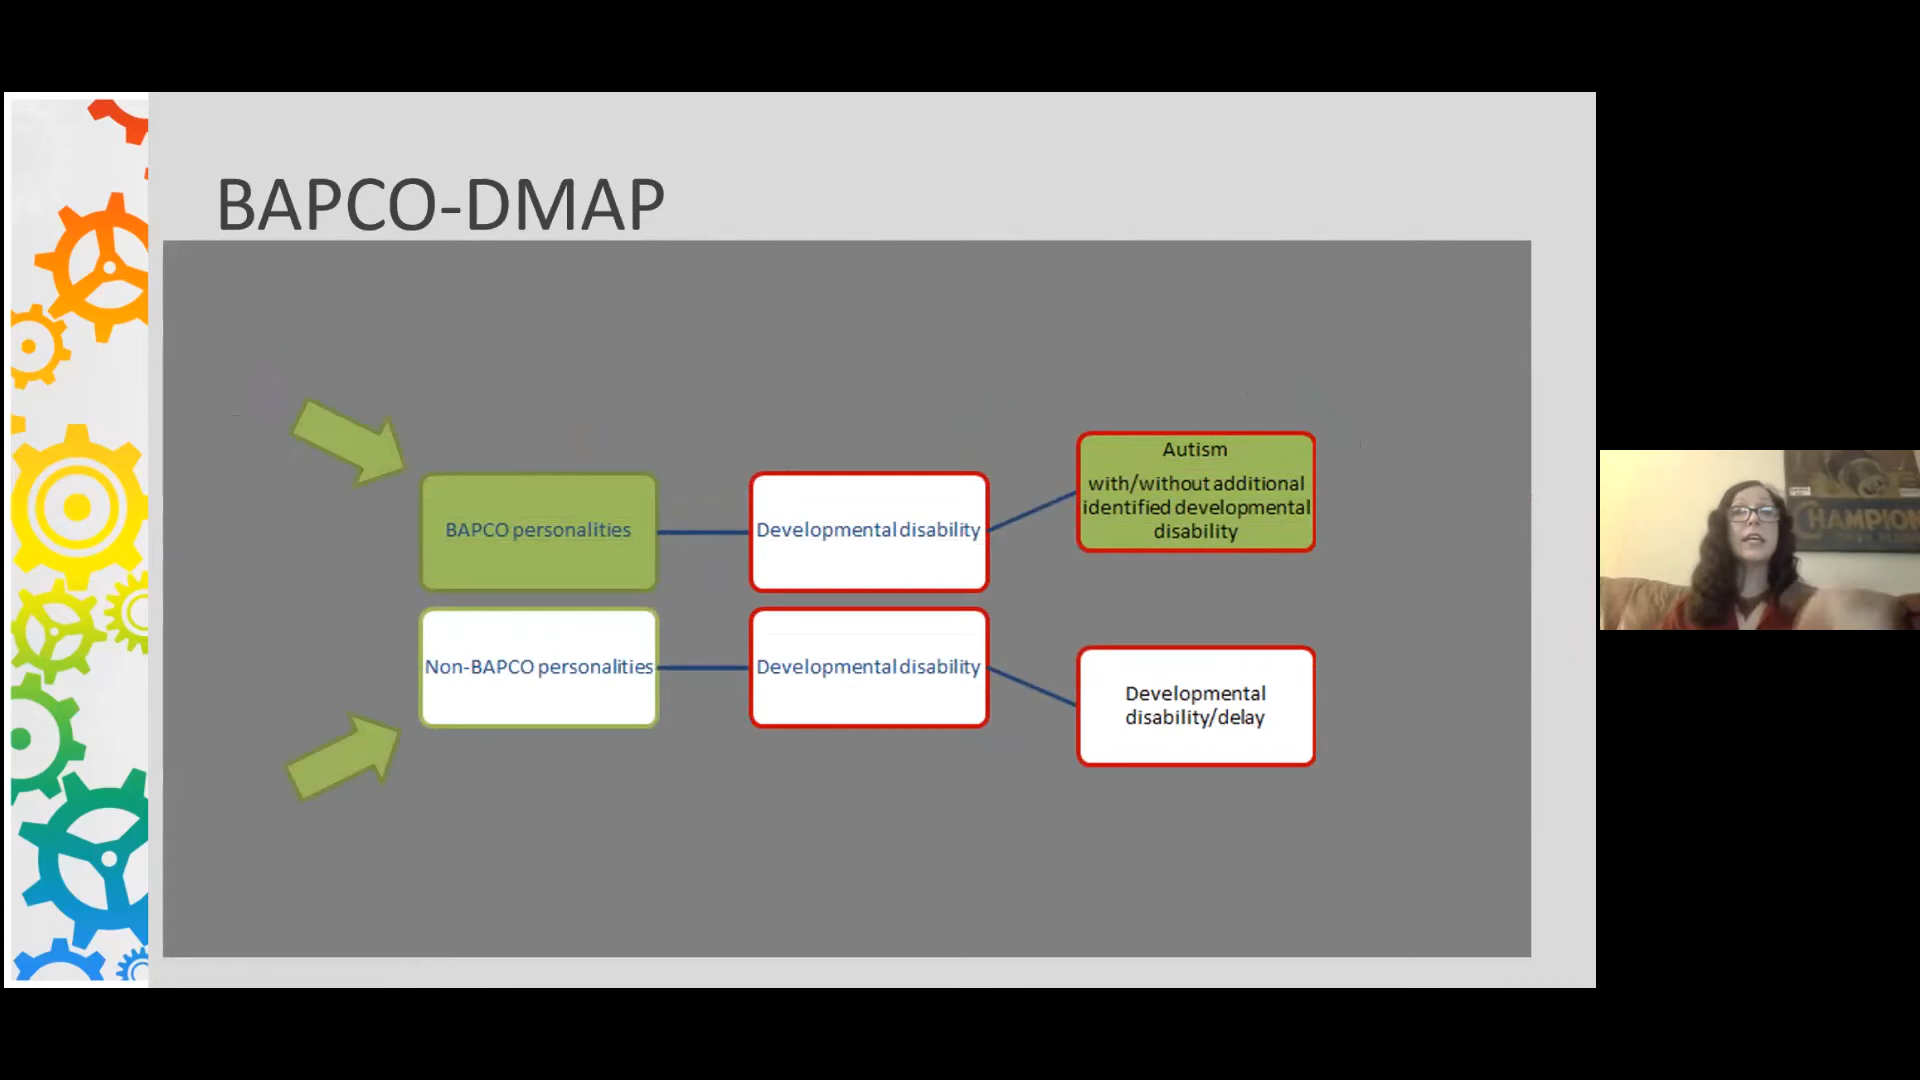 BAPCO-DMAP
BAPCO personalities
Developmental disability
Autism
with/without additional
identified developmental
disability
Non-BAPCO personalities
Developmental disability
Developmental
disability/delay
CHAMPION